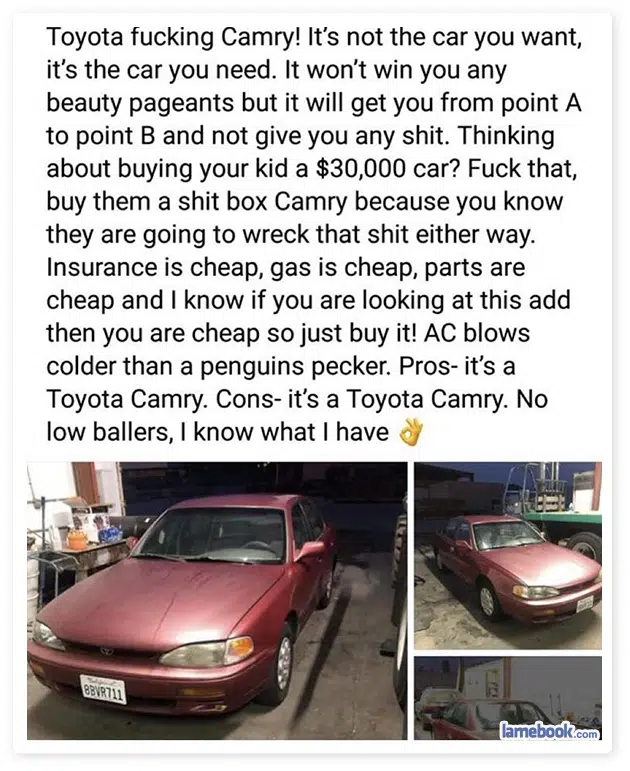 Toyota fucking Camry! It’s not the car you want,
it’s the car you need. It won’t win you any
beauty pageants but it will get you from point A
to point B and not give you any shit. Thinking
about buying your kid a $30,000 car? Fuck that,
buy them a shit box Camry because you know
they are going to wreck that shit either way.
Insurance is cheap, gas is cheap, parts are
cheap and I know if you are looking at this add
then you are cheap so just buy it! AC blows
colder than a penguins pecker. Pros- it’s a
Toyota Camry. Cons- it’s a Toyota Camry. No
low ballers, I know what I have 👌
California
8BVR711
lamebook.com